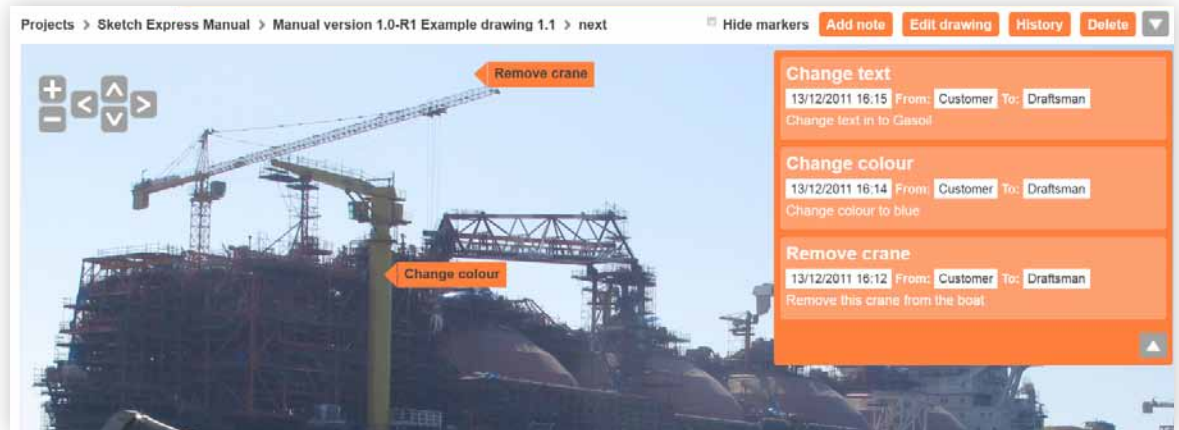 Projects > Sketch Express Manual > Manual version 1.0-R1 Example drawing 1.1 > next
Hide markers Add note Edit drawing History Delete
Remove crane
Change colour
Change text
13/12/2011 16:15 From: Customer To: Draftsman
Change text in to Gasoil
Change colour
13/12/2011 16:14 From: Customer To: Draftsman
Change colour to blue
Remove crane
13/12/2011 16:12 From: Customer To: Draftsman
Remove this crane from the boat